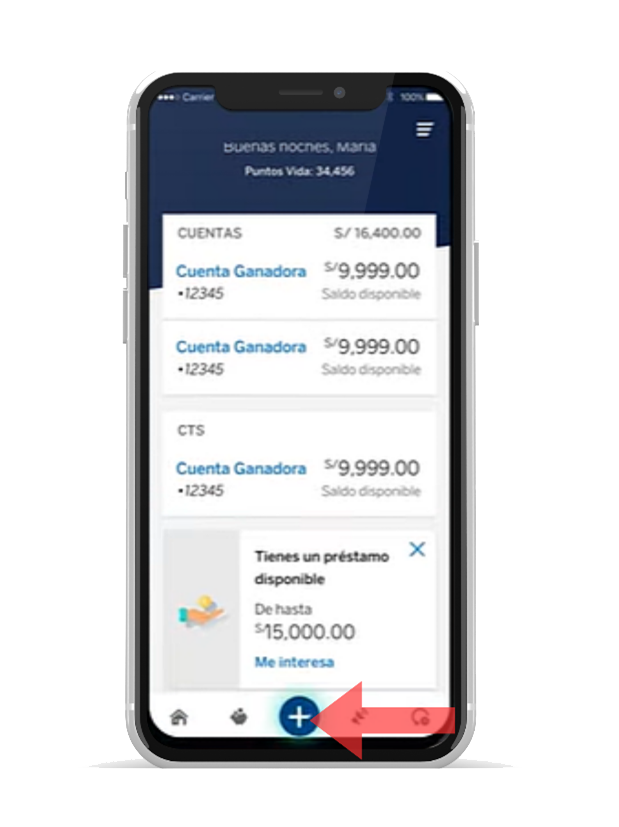 Carrier 100%
Buenas noches, Maria
Puntos Vida: 34,456
CUENTAS S/ 16,400.00
Cuenta Ganadora S/9,999.00
•12345 Saldo disponible
Cuenta Ganadora S/9,999.00
•12345 Saldo disponible
CTS
Cuenta Ganadora S/9,999.00
•12345 Saldo disponible
Tienes un préstamo
disponible
De hasta
S/15,000.00
Me interesa